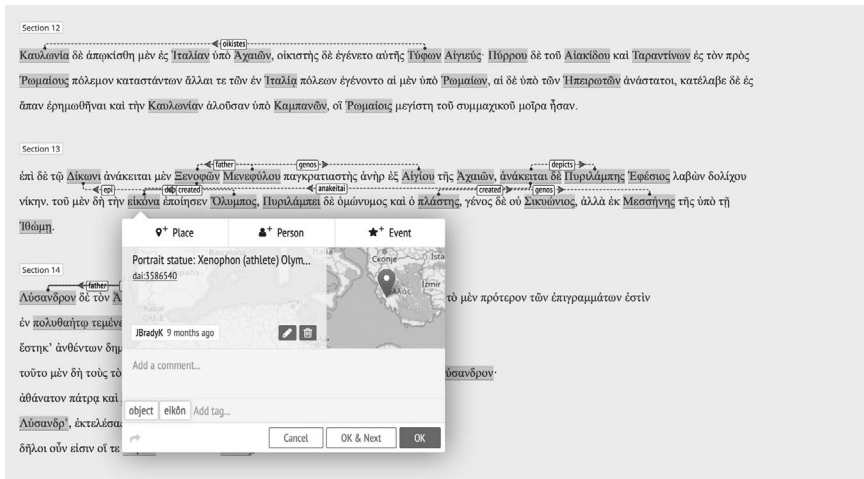 Section 12
oikistes
Καυλωνία δὲ ἀπῳκίσθη μὲν ἐς Ἰταλίαν ὑπὸ Ἀχαιῶν, οἰκιστὴς δὲ ἐγένετο αὐτῆς Τύφων Αἰγιεύς· Πύρρου δὲ τοῦ Αἰακίδου καὶ Ταραντίνων ἐς τὸν πρὸς
Ῥωμαίους πόλεμον καταστάντων ἄλλαι τε τῶν ἐν Ἰταλίᾳ πόλεων ἐγένοντο αἱ μὲν ὑπὸ Ῥωμαίων, αἱ δὲ ὑπὸ τῶν Ἠπειρωτῶν ἀνάστατοι, κατέλαβε δὲ ἐς
ἅπαν ἐρημωθῆναι καὶ τὴν Καυλωνίαν ἁλοῦσαν ὑπὸ Καμπανῶν, οἳ Ῥωμαίοις μεγίστη τοῦ συμμαχικοῦ μοῖρα ἦσαν.
Section 13
father genos depicts
ἐπὶ δὲ τῷ Δίκωνι ἀνάκειται μὲν Ξενοφῶν Μενεφύλου παγκρατιαστὴς ἀνὴρ ἐξ Αἰγίου τῆς Ἀχαιῶν, ἀνάκειται δὲ Πυριλάμπης Ἐφέσιος λαβὼν δολίχου
epi created anakeitai created genos
νίκην. τοῦ μὲν δὴ τὴν εἰκόνα ἐποίησεν Ὄλυμπος, Πυριλάμπει δὲ ὁμώνυμος καὶ ὁ πλάστης, γένος δὲ οὐ Σικυώνιος, ἀλλὰ ἐκ Μεσσήνης τῆς ὑπὸ τῇ
Ἰθώμῃ.
Place Person Event
Section 14
Portrait statue: Xenophon (athlete) Olym...
dai:3586540
Скопје Ista
Izmir
father
Λύσανδρον δὲ τὸν
τὸ μὲν πρότερον τῶν ἐπιγραμμάτων ἐστὶν
ἐν πολυθαήτῳ
JBradyK 9 months ago
ἕστηκ’ ἀνθέντων
Add a comment...
τοῦτο μὲν δὴ τοὺς
ἀθάνατον πάτρᾳ καὶ
object eikōn Add tag...
Λύσανδρ’,
Cancel OK & Next OK
δῆλοι οὖν εἰσιν οἵ τε